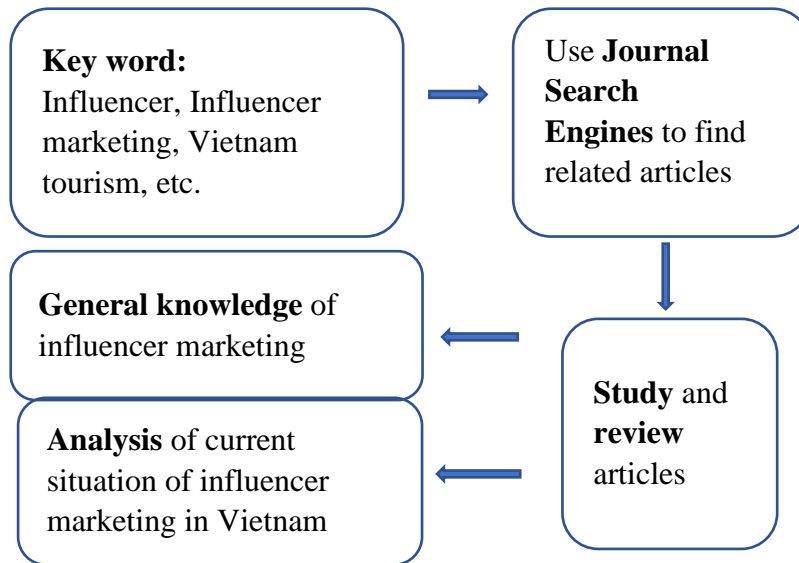 Key word:
Influencer, Influencer
marketing, Vietnam
tourism, etc.
Use Journal
Search
Engines to find
related articles
General knowledge of
influencer marketing
Study and
review
articles
Analysis of current
situation of influencer
marketing in Vietnam